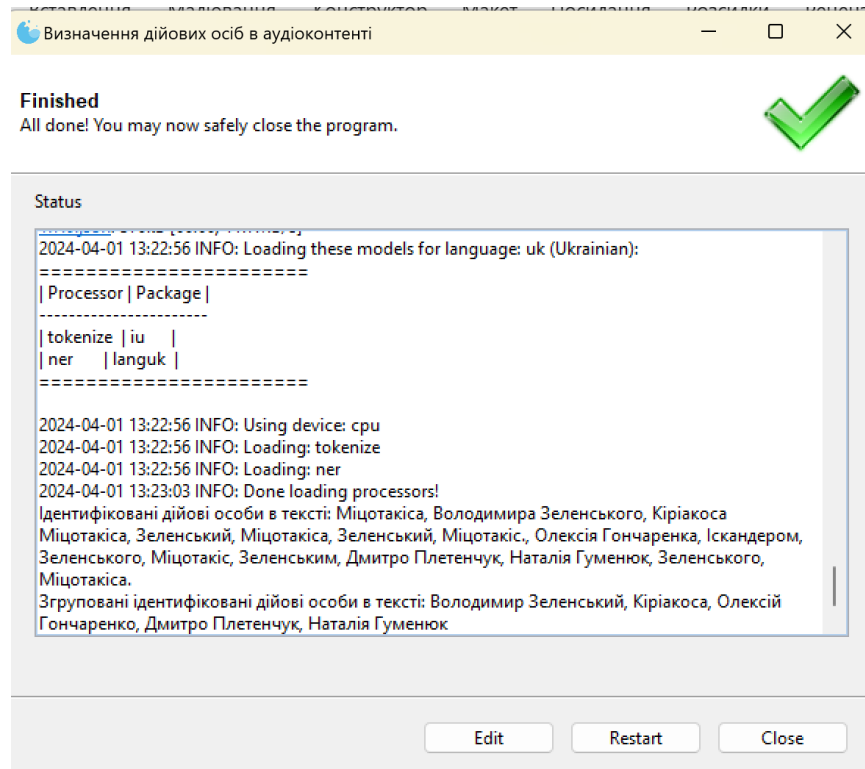 Визначення дійових осіб в аудіоконтенті
Finished
All done! You may now safely close the program.
Status
2024-04-01 13:22:56 INFO: Loading these models for language: uk (Ukrainian):
=======================
| Processor | Package |
-----------------------
| tokenize | iu |
| ner | languk |
=======================
2024-04-01 13:22:56 INFO: Using device: cpu
2024-04-01 13:22:56 INFO: Loading: tokenize
2024-04-01 13:22:56 INFO: Loading: ner
2024-04-01 13:23:03 INFO: Done loading processors!
Ідентифіковані дійові особи в тексті: Міцотакіса, Володимира Зеленського, Кіріакоса
Міцотакіса, Зеленський, Міцотакіса, Зеленський, Міцотакіс., Олексія Гончаренка, Іскандером,
Зеленського, Міцотакіс, Зеленським, Дмитро Плетенчук, Наталія Гуменюк, Зеленського,
Міцотакіса.
Згруповані ідентифіковані дійові особи в тексті: Володимир Зеленський, Кіріакоса, Олексій
Гончаренко, Дмитро Плетенчук, Наталія Гуменюк
Edit Restart Close